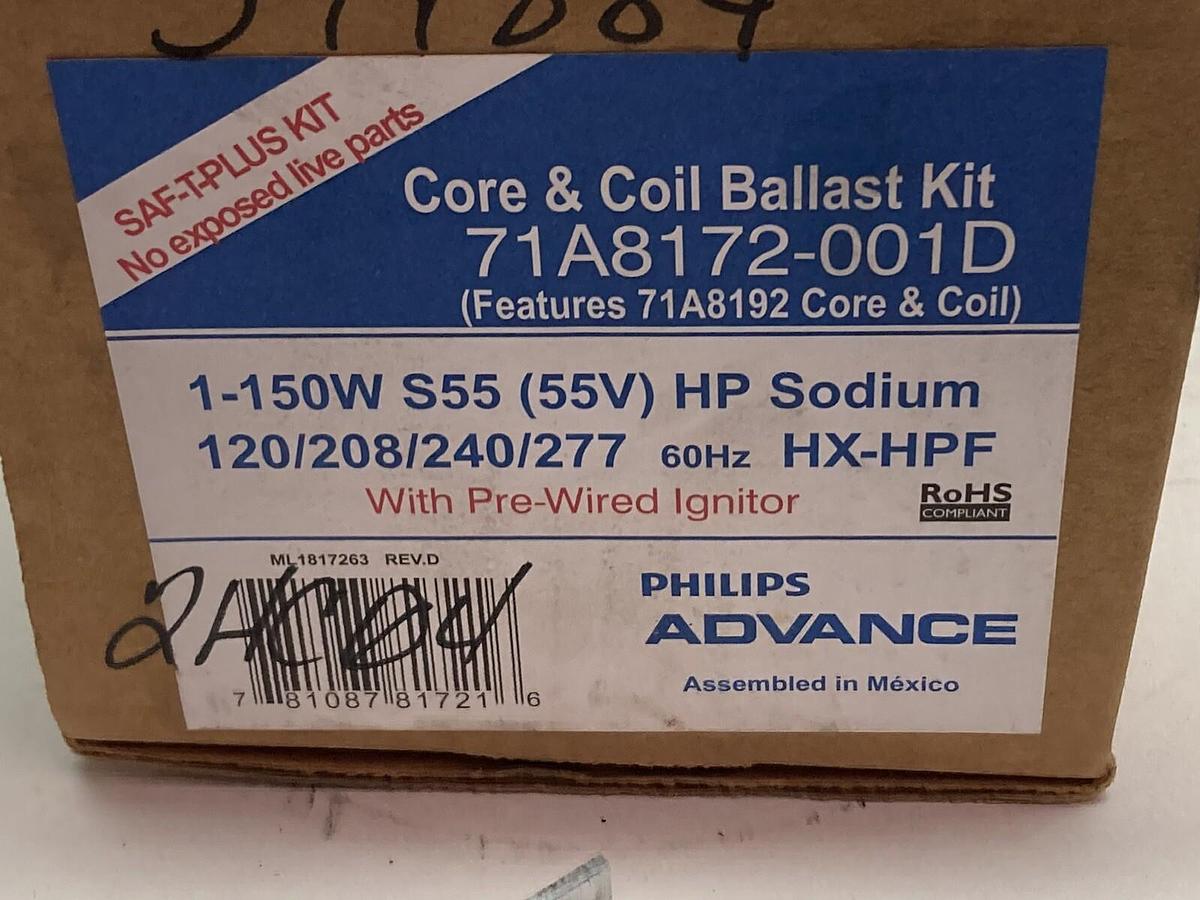 SAF-T-PLUS KIT
No exposed live parts
Core & Coil Ballast Kit
71A8172-001D
(Features 71A8192 Core & Coil)
1-150W S55 (55V) HP Sodium
120/208/240/277 60Hz HX-HPF
With Pre-Wired Ignitor
RoHS
COMPLIANT
ML1817263 REV.D
7 81087 81721 6
PHILIPS
ADVANCE
Assembled in México